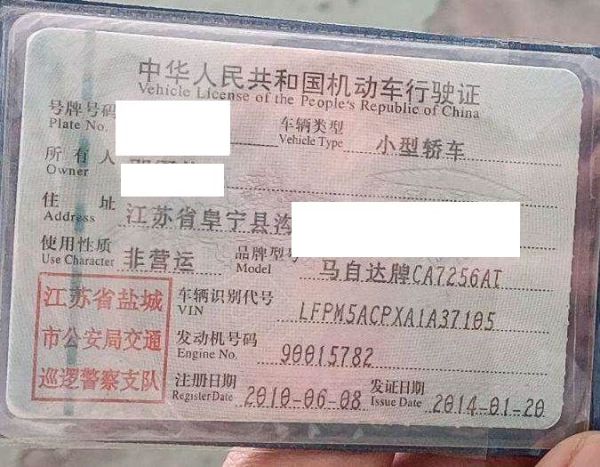 中华人民共和国机动车行驶证
Vehicle License of the People's Republic of China
号牌号码 车辆类型 小型轿车
Plate No. Vehicle Type
所有人
Owner
住址 江苏省阜宁县沟
Address
使用性质 非营运 品牌型号 马自达牌CA7256AT
Use Character Model
江苏省盐城 车辆识别代号 LFPM5ACPXA1A37105
VIN
市公安局交通 发动机号码 90015782
Engine No.
巡逻警察支队 注册日期 2010-06-08 发证日期 2014-01-20
Register Date Issue Date